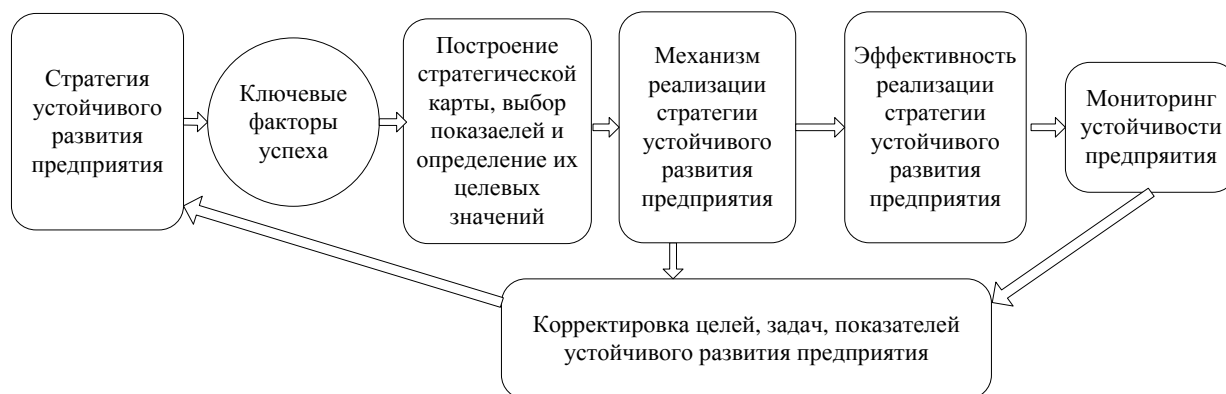 Стратегия
устойчивого
развития
предприятия
Ключевые
факторы
успеха
Построение
стратегической
карты, выбор
показаелей и
определение их
целевых
значений
Механизм
реализации
стратегии
устойчивого
развития
предприятия
Эффективность
реализации
стратегии
устойчивого
развития
предприятия
Мониторинг
устойчивости
предпряития
Корректировка целей, задач, показателей
устойчивого развития предприятия